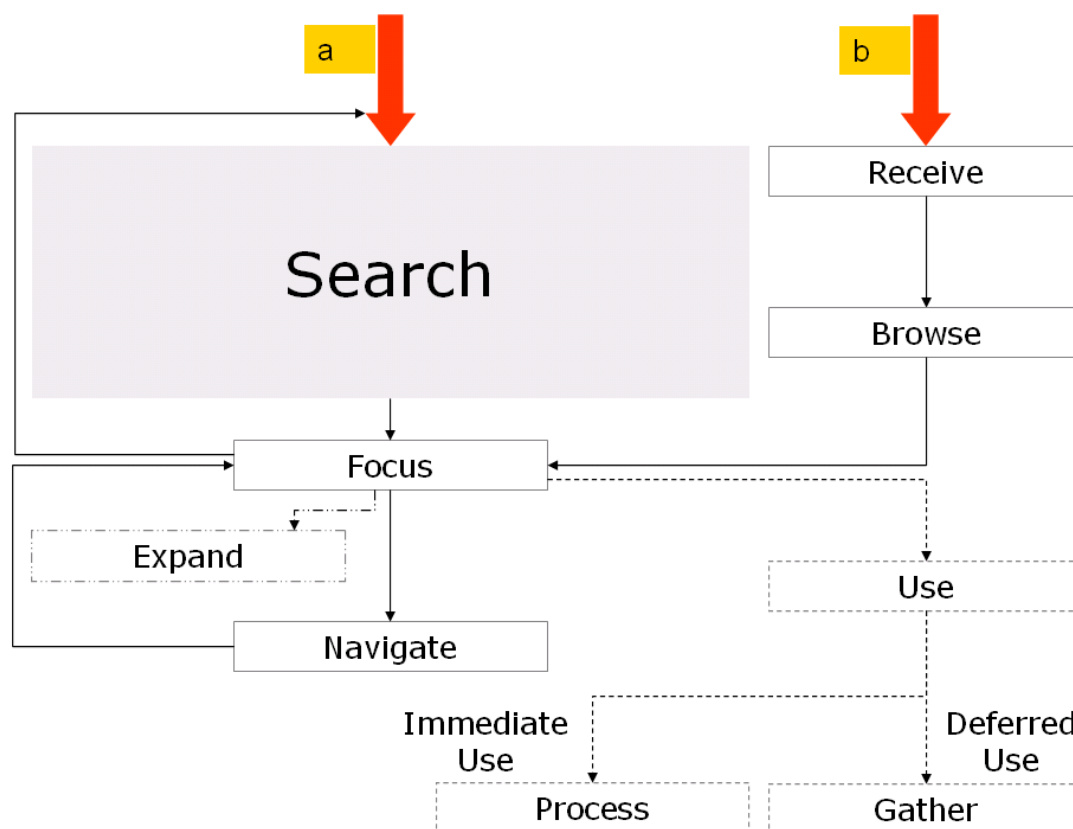 a
b
Receive
Search
Browse
Focus
Expand
Use
Navigate
Immediate
Use
Deferred
Use
Process
Gather